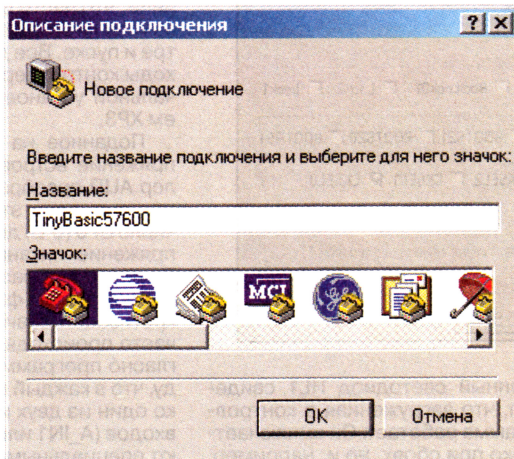 Описание подключения
Новое подключение
Введите название подключения и выберите для него значок:
Название:
TinyBasic57600
Значок:
MCI
OK
Отмена